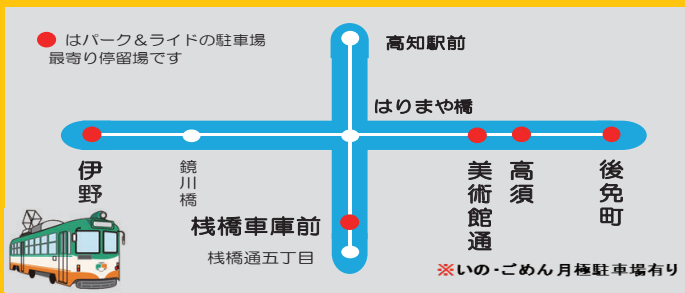 はパーク＆ライドの駐車場
最寄り停留場です
高知駅前
はりまや橋
伊野
鏡川橋
美術館通
高須
後免町
桟橋車庫前
桟橋通五丁目
※いの・ごめん月極駐車場有り